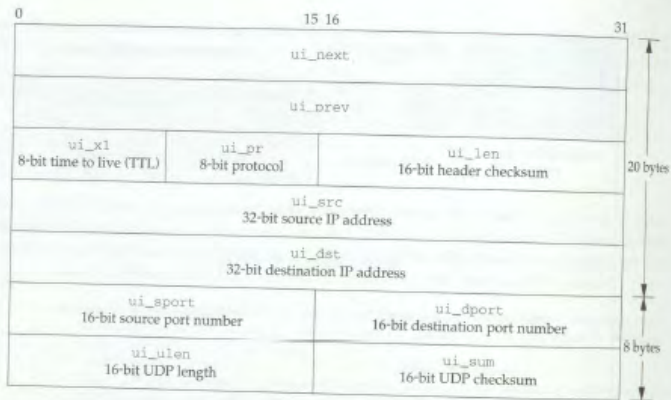 0 15 16 31
ui_next
ui_prev
ui_x1 ui_pr ui_len
8-bit time to live (TTL) 8-bit protocol 16-bit header checksum
20 bytes
ui_src
32-bit source IP address
ui_dst
32-bit destination IP address
ui_sport ui_dport
16-bit source port number 16-bit destination port number
8 bytes
ui_ulen ui_sum
16-bit UDP length 16-bit UDP checksum